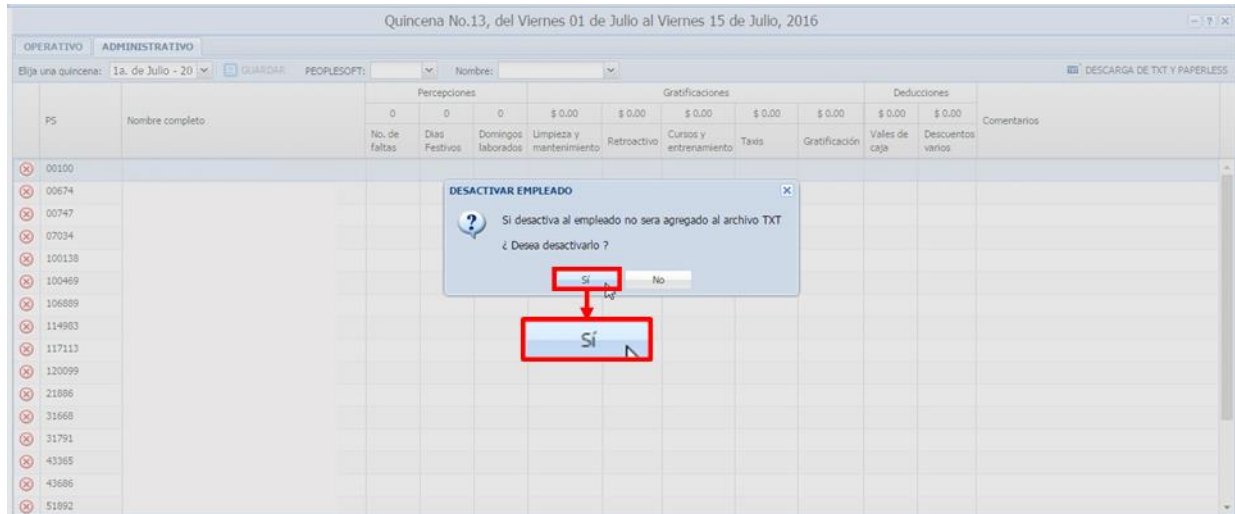 Quincena No.13, del Viernes 01 de Julio al Viernes 15 de Julio, 2016
OPERATIVO ADMINISTRATIVO
Elija una quincena: 1a. de Julio - 20 GUARDAR PEOPLESOFT: Nombre: DESCARGA DE TXT Y PAPERLESS
Percepciones Gratificaciones Deducciones
PS Nombre completo 0 0 0 $ 0.00 $ 0.00 $ 0.00 $ 0.00 $ 0.00 $ 0.00 $ 0.00 Comentarios
No. de faltas Dias Festivos Domingos laborados Limpieza y mantenimiento Retroactivo Cursos y entrenamiento Taxis Gratificación Vales de caja Descuentos varios
00100
00674
00747
07034
100138
100469
106889
114983
117113
120099
21886
31668
31791
43365
43686
51892
DESACTIVAR EMPLEADO
Si desactiva al empleado no sera agregado al archivo TXT
¿ Desea desactivarlo ?
Sí No
Sí